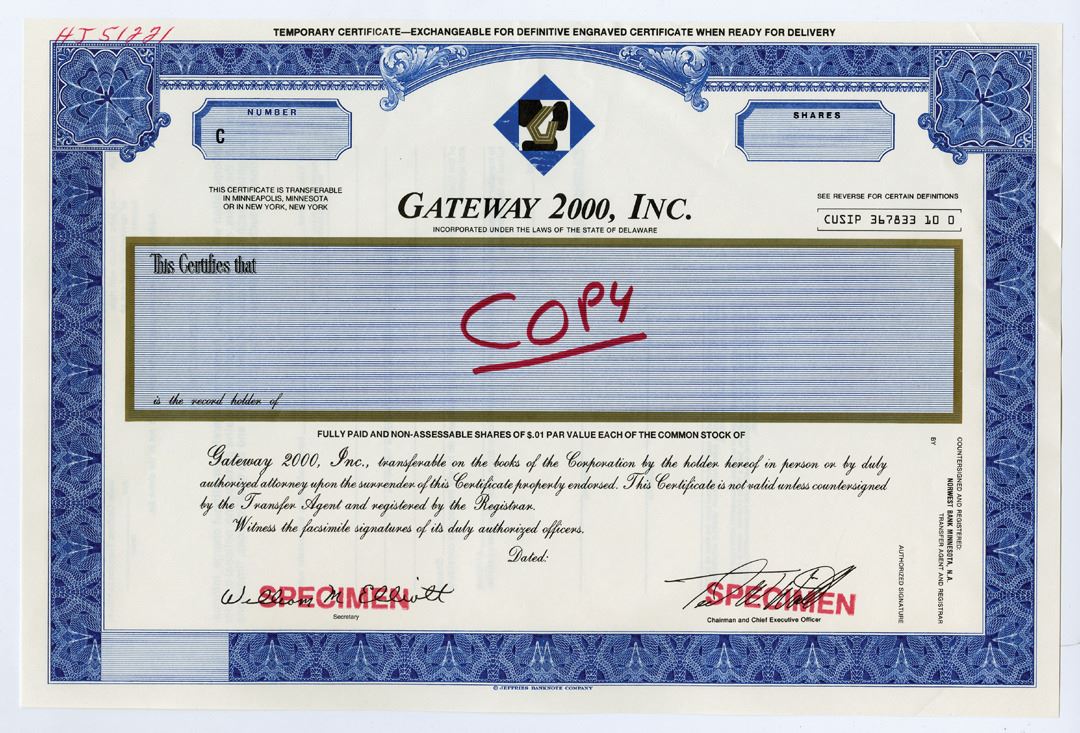 HJ 51221
TEMPORARY CERTIFICATE—EXCHANGEABLE FOR DEFINITIVE ENGRAVED CERTIFICATE WHEN READY FOR DELIVERY
NUMBER
C
SHARES
THIS CERTIFICATE IS TRANSFERABLE
IN MINNEAPOLIS, MINNESOTA
OR IN NEW YORK, NEW YORK
GATEWAY 2000, INC.
INCORPORATED UNDER THE LAWS OF THE STATE OF DELAWARE
SEE REVERSE FOR CERTAIN DEFINITIONS
CUSIP 367833 10 0
This Certifies that
COPY
is the record holder of
FULLY PAID AND NON-ASSESSABLE SHARES OF $.01 PAR VALUE EACH OF THE COMMON STOCK OF
Gateway 2000, Inc., transferable on the books of the Corporation by the holder hereof in person or by duly
authorized attorney upon the surrender of this Certificate properly endorsed. This Certificate is not valid unless countersigned
by the Transfer Agent and registered by the Registrar.
Witness the facsimile signatures of its duly authorized officers.
Dated:
William M Elliott
SPECIMEN
Secretary
SPECIMEN
Chairman and Chief Executive Officer
COUNTERSIGNED AND REGISTERED:
NORWEST BANK MINNESOTA, N.A.
TRANSFER AGENT AND REGISTRAR
BY
AUTHORIZED SIGNATURE
© JEFFRIES BANKNOTE COMPANY